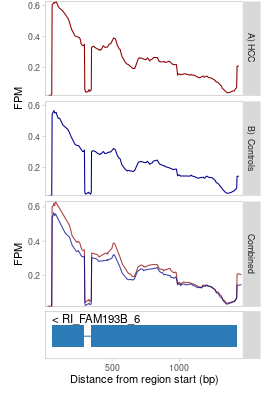 0.6
0.4
0.2
A) HCC
FPM
0.6
0.4
0.2
B) Controls
0.6
0.4
0.2
Combined
FPM
< RI_FAM193B_6
500
1000
Distance from region start (bp)